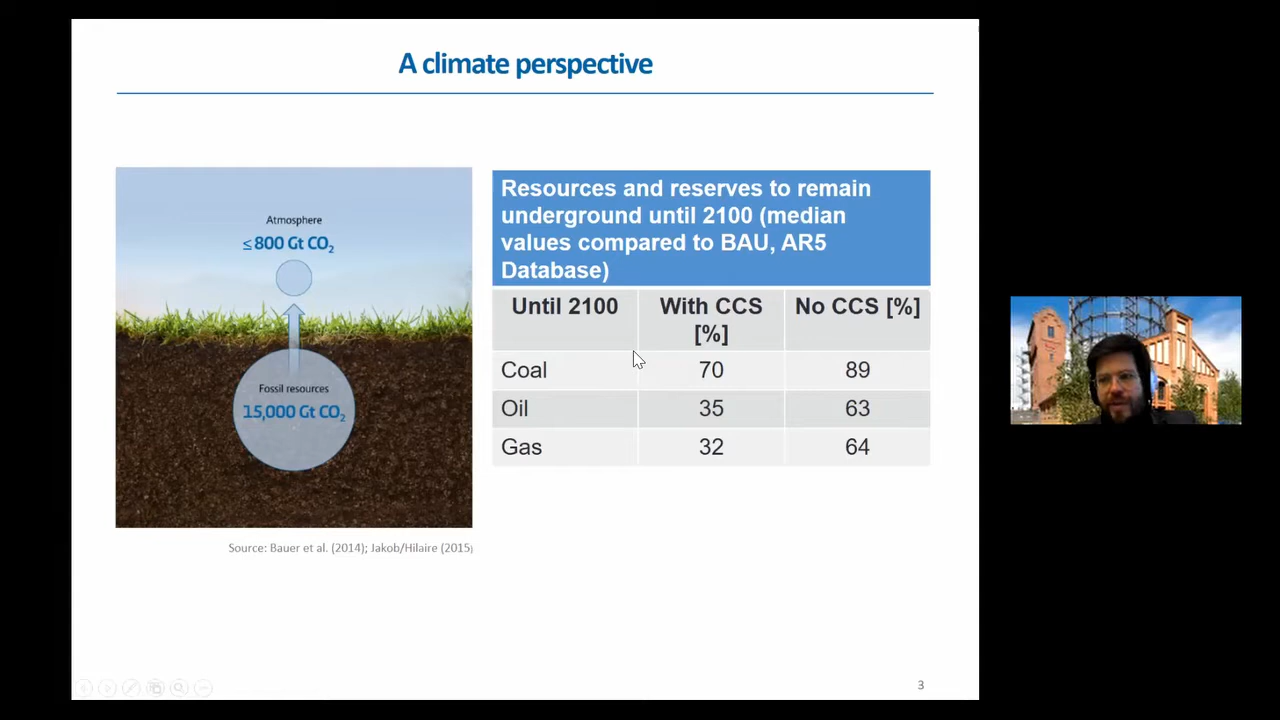 A climate perspective
Atmosphere
≤800 Gt CO₂
Fossil resources
15,000 Gt CO₂
Source: Bauer et al. (2014); Jakob/Hilaire (2015)
Resources and reserves to remain
underground until 2100 (median
values compared to BAU, AR5
Database)
Until 2100 With CCS [%] No CCS [%]
Coal 70 89
Oil 35 63
Gas 32 64
3